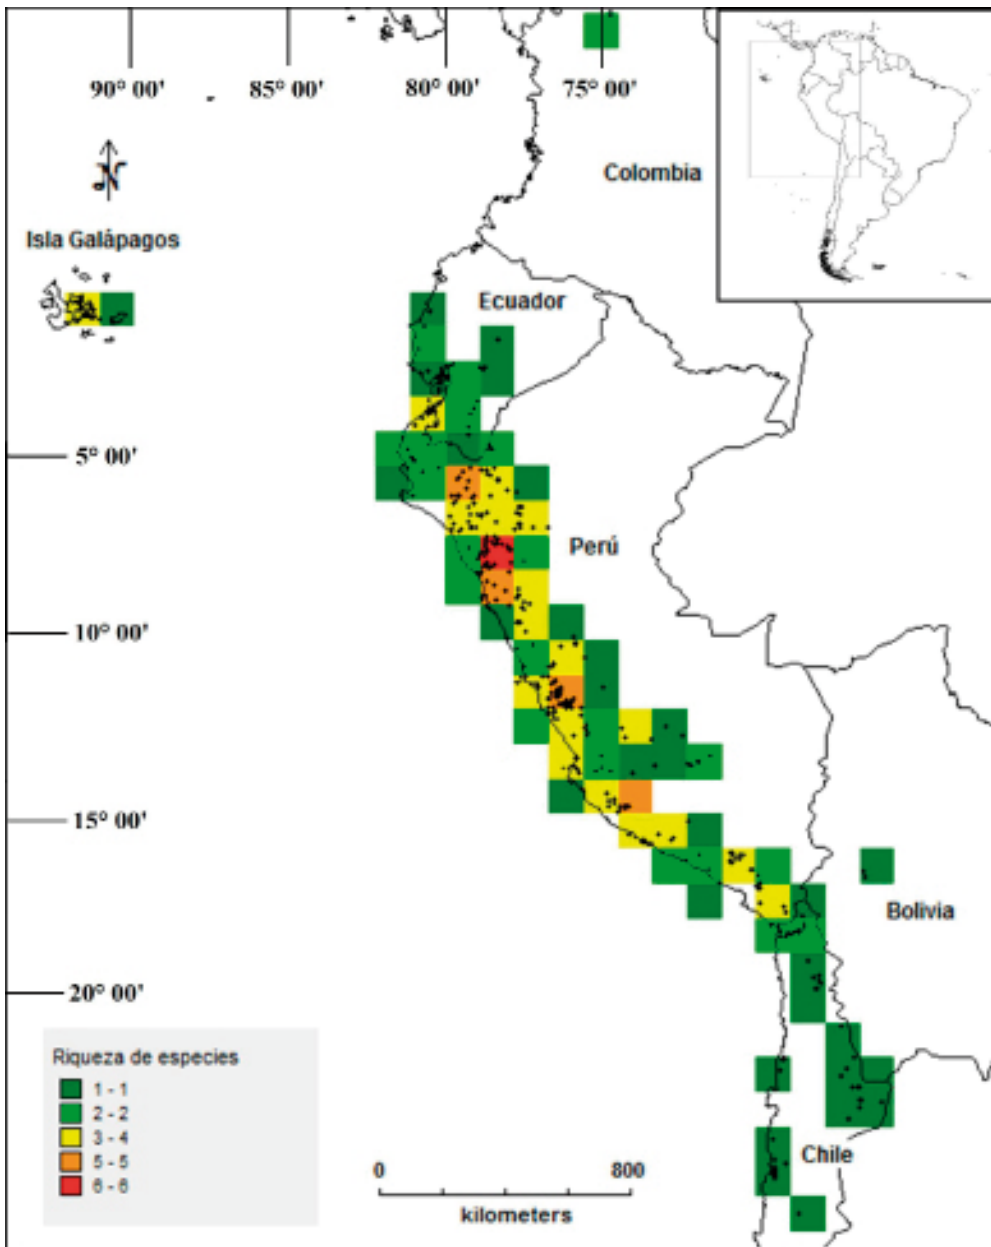 90° 00' 85° 00' 80° 00' 75° 00'
N
Colombia
Isla Galápagos
Ecuador
5° 00'
Perú
10° 00'
15° 00'
Bolivia
20° 00'
Riqueza de especies
1 - 1
2 - 2
3 - 4
5 - 5
6 - 6
Chile
0 800
kilometers